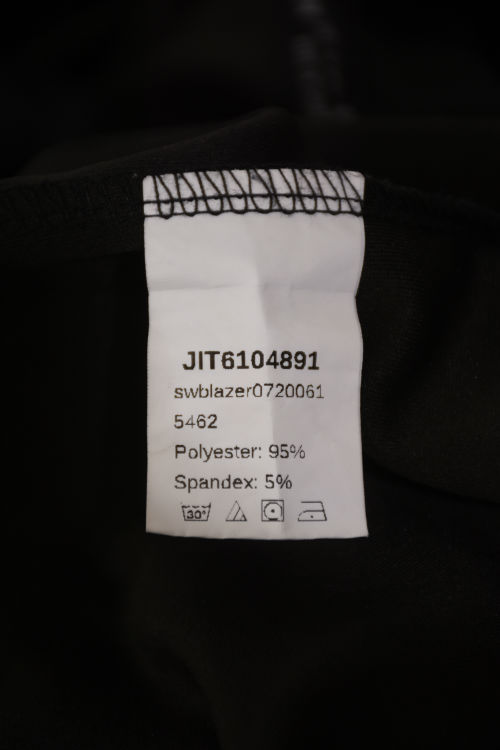 JIT6104891
swblazer0720061
5462
Polyester: 95%
Spandex: 5%
30°